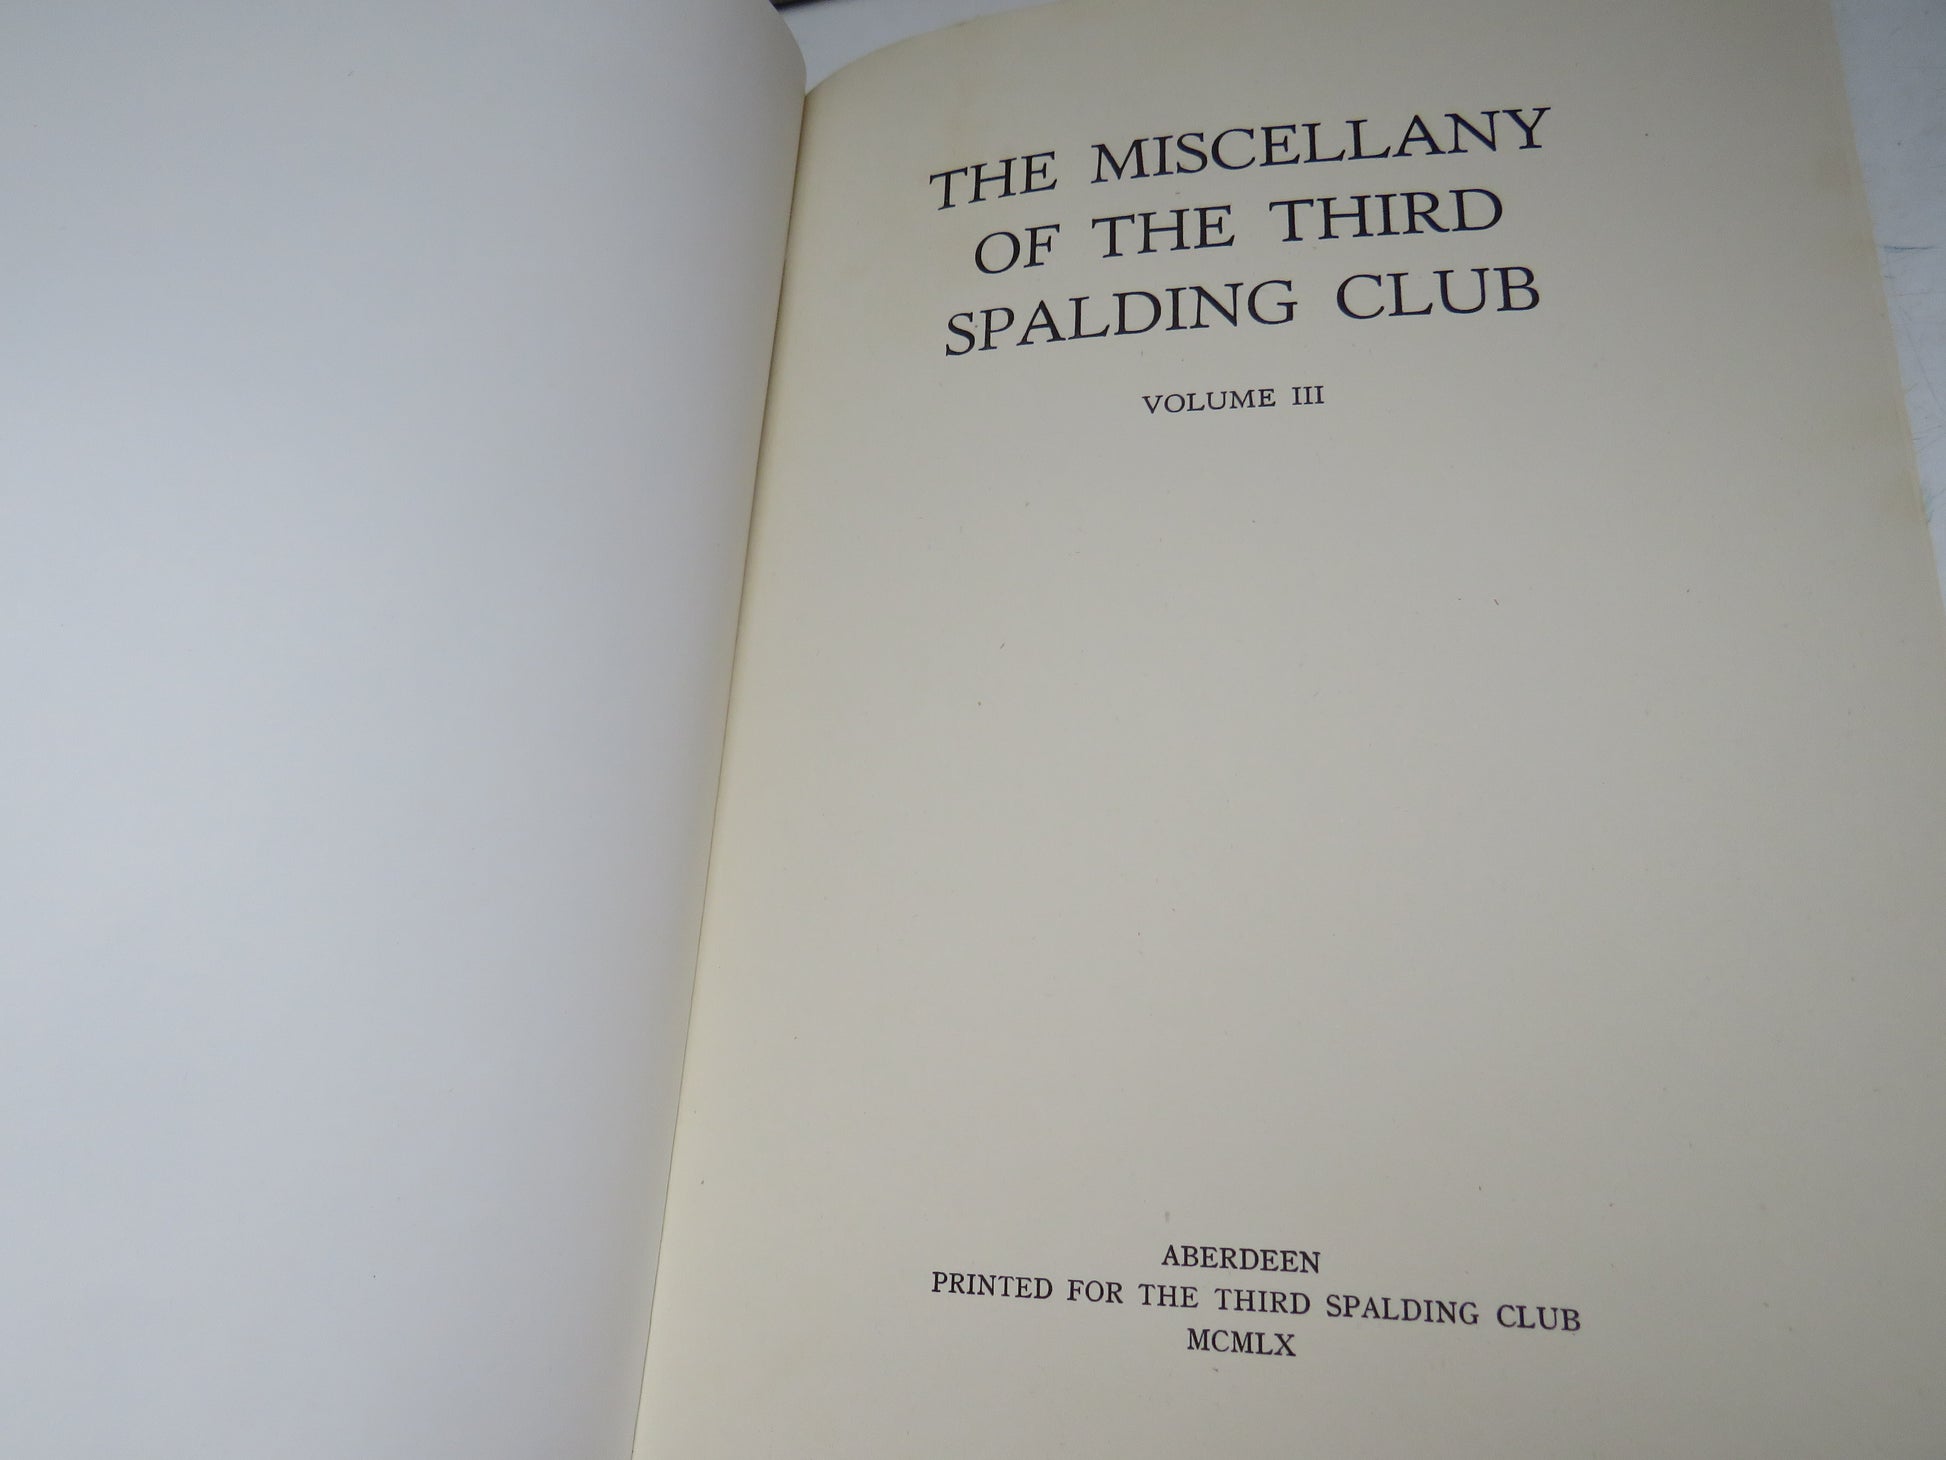 THE MISCELLANY
OF THE THIRD
SPALDING CLUB
VOLUME III
ABERDEEN
PRINTED FOR THE THIRD SPALDING CLUB
MCMLX